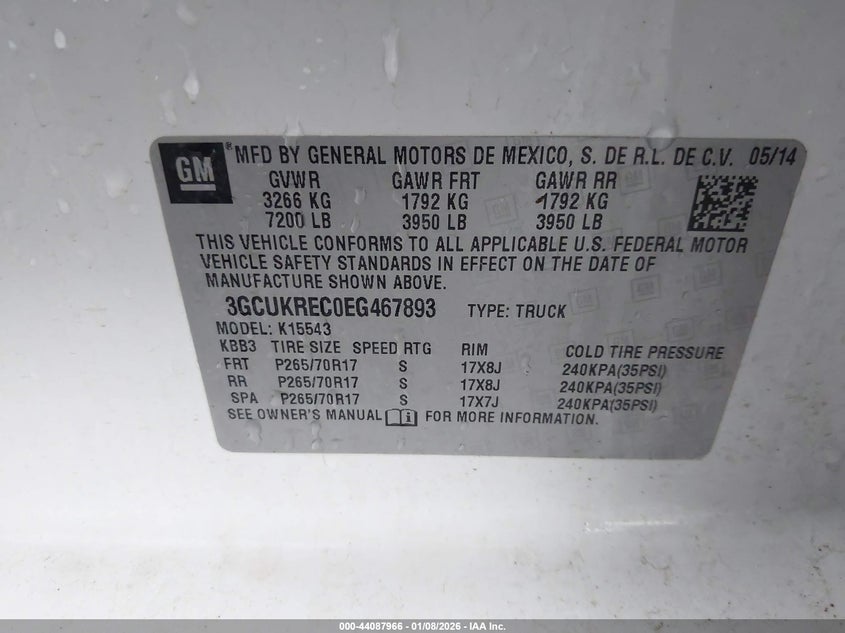 GM ® MFD BY GENERAL MOTORS DE MEXICO, S. DE R.L. DE C.V. 05/14
GVWR GAWR FRT GAWR RR
3266 KG 1792 KG 1792 KG
7200 LB 3950 LB 3950 LB
THIS VEHICLE CONFORMS TO ALL APPLICABLE U.S. FEDERAL MOTOR
VEHICLE SAFETY STANDARDS IN EFFECT ON THE DATE OF
MANUFACTURE SHOWN ABOVE.
3GCUKREC0EG467893 TYPE: TRUCK
MODEL: K15543
KBB3 TIRE SIZE SPEED RTG RIM COLD TIRE PRESSURE
FRT P265/70R17 S 17X8J 240KPA(35PSI)
RR P265/70R17 S 17X8J 240KPA(35PSI)
SPA P265/70R17 S 17X7J 240KPA(35PSI)
SEE OWNER'S MANUAL i FOR MORE INFORMATION.
000-44087966 - 01/08/2026 - IAA Inc.